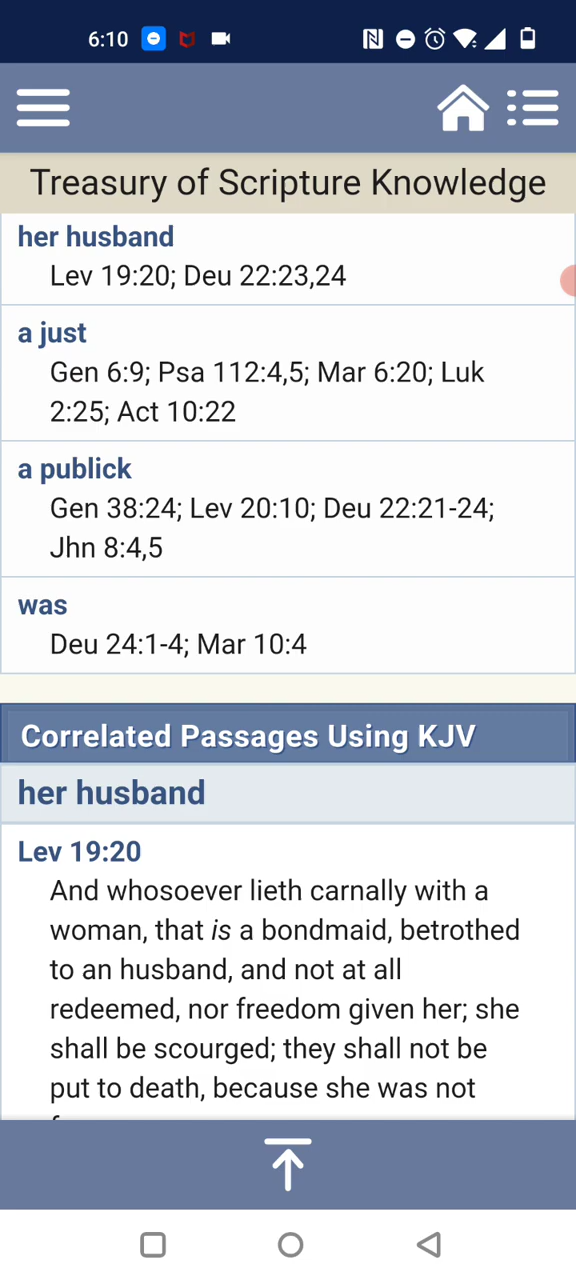 6:10
Treasury of Scripture Knowledge
her husband
Lev 19:20; Deu 22:23,24
a just
Gen 6:9; Psa 112:4,5; Mar 6:20; Luk
2:25; Act 10:22
a publick
Gen 38:24; Lev 20:10; Deu 22:21-24;
Jhn 8:4,5
was
Deu 24:1-4; Mar 10:4
Correlated Passages Using KJV
her husband
Lev 19:20
And whosoever lieth carnally with a
woman, that is a bondmaid, betrothed
to an husband, and not at all
redeemed, nor freedom given her; she
shall be scourged; they shall not be
put to death, because she was not